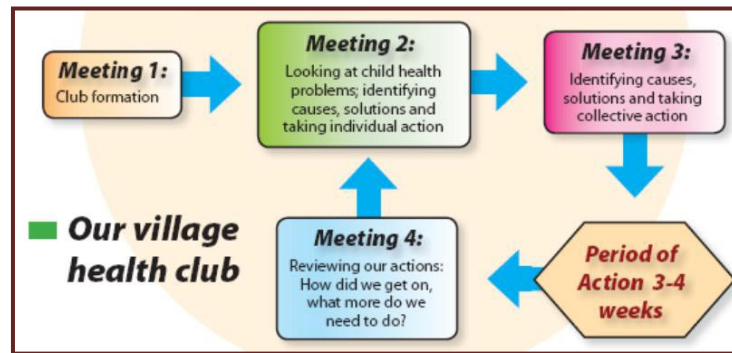 Meeting 1:
Club formation
Meeting 2:
Looking at child health
problems; identifying
causes, solutions and
taking individual action
Meeting 3:
Identifying causes,
solutions and taking
collective action
Period of
Action 3-4
weeks
Meeting 4:
Reviewing our actions:
How did we get on,
what more do we
need to do?
Our village
health club